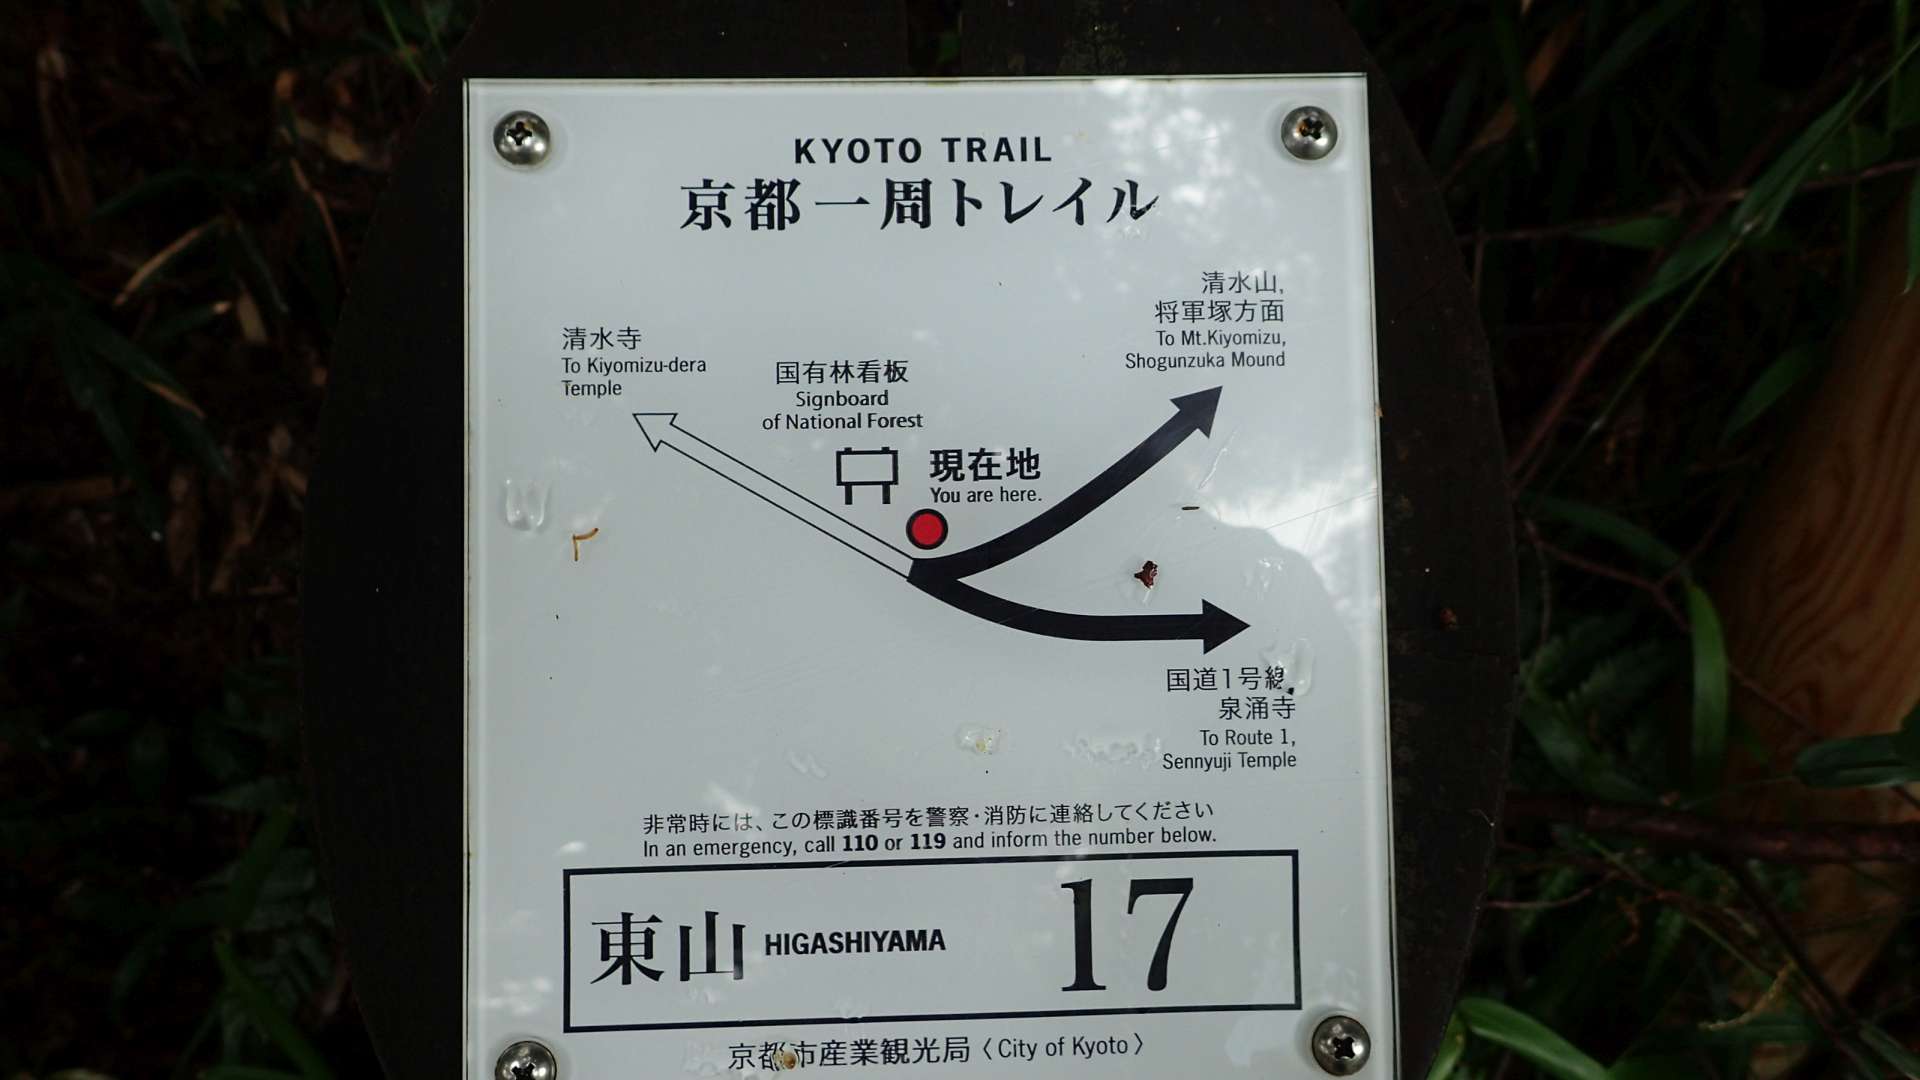 KYOTO TRAIL
京都一周トレイル
清水山,
将軍塚方面
To Mt.Kiyomizu,
Shogunzuka Mound
清水寺
To Kiyomizu-dera
Temple
国有林看板
Signboard
of National Forest
現在地
You are here.
国道1号線,
泉涌寺
To Route 1,
Sennyuji Temple
非常時には、この標識番号を警察・消防に連絡してください
In an emergency, call 110 or 119 and inform the number below.
東山 HIGASHIYAMA 17
京都市産業観光局〈City of Kyoto〉